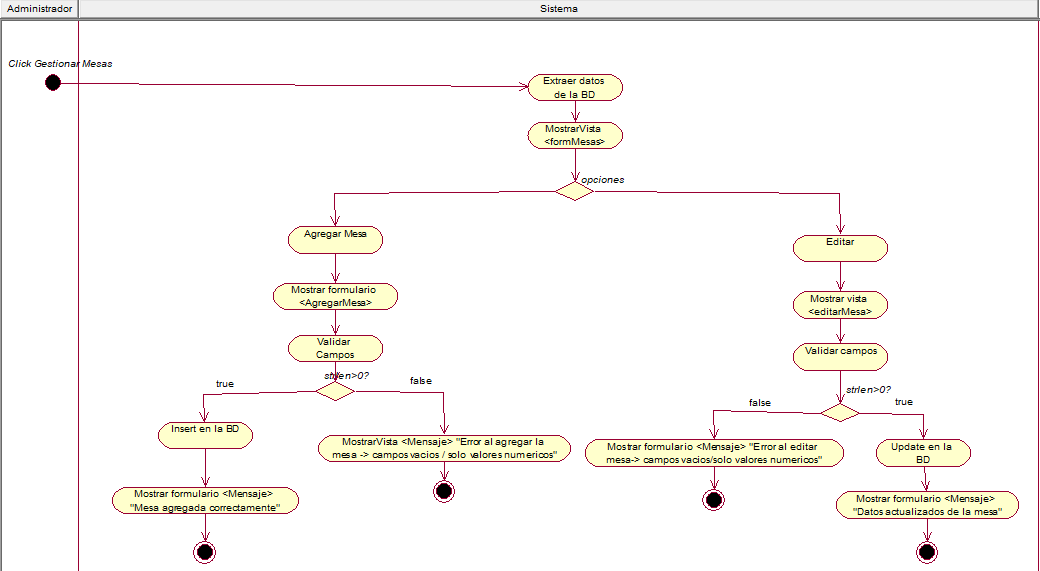 Administrador
Sistema
Click Gestionar Mesas
Extraer datos
de la BD
MostrarVista
<formMesas>
opciones
Agregar Mesa
Mostrar formulario
<AgregarMesa>
Validar
Campos
strlen>0?
true
false
Insert en la BD
MostrarVista <Mensaje> "Error al agregar la
mesa -> campos vacios / solo valores numericos"
Mostrar formulario <Mensaje>
"Mesa agregada correctamente"
Editar
Mostrar vista
<editarMesa>
Validar campos
strlen>0?
false
true
Mostrar formulario <Mensaje> "Error al editar
mesa-> campos vacios/solo valores numericos"
Update en la
BD
Mostrar formulario <Mensaje>
"Datos actualizados de la mesa"